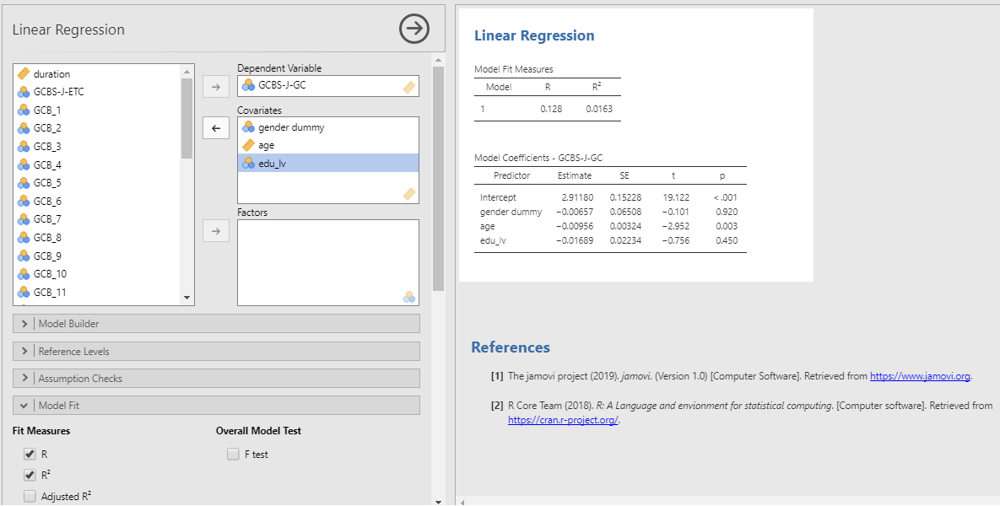 Linear Regression
duration
GCBS-J-ETC
GCB_1
GCB_2
GCB_3
GCB_4
GCB_5
GCB_6
GCB_7
GCB_8
GCB_9
GCB_10
GCB_11
Dependent Variable
GCBS-J-GC
Covariates
gender dummy
age
edu_lv
Factors
Model Builder
Reference Levels
Assumption Checks
Model Fit
Fit Measures
R
R²
Adjusted R²
Overall Model Test
F test
Linear Regression
Model Fit Measures
Model R R²
1 0.128 0.0163
Model Coefficients - GCBS-J-GC
Predictor Estimate SE t p
Intercept 2.91180 0.15228 19.122 < .001
gender dummy −0.00657 0.06508 −0.101 0.920
age −0.00956 0.00324 −2.952 0.003
edu_lv −0.01689 0.02234 −0.756 0.450
References
[1] The jamovi project (2019). jamovi. (Version 1.0) [Computer Software]. Retrieved from https://www.jamovi.org.
[2] R Core Team (2018). R: A Language and envionment for statistical computing. [Computer software]. Retrieved from
https://cran.r-project.org/.